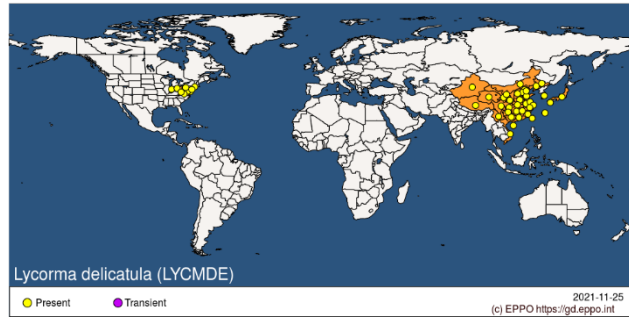 Lycorma delicatula (LYCMDE)
Present
Transient
2021-11-25
(c) EPPO https://gd.eppo.int